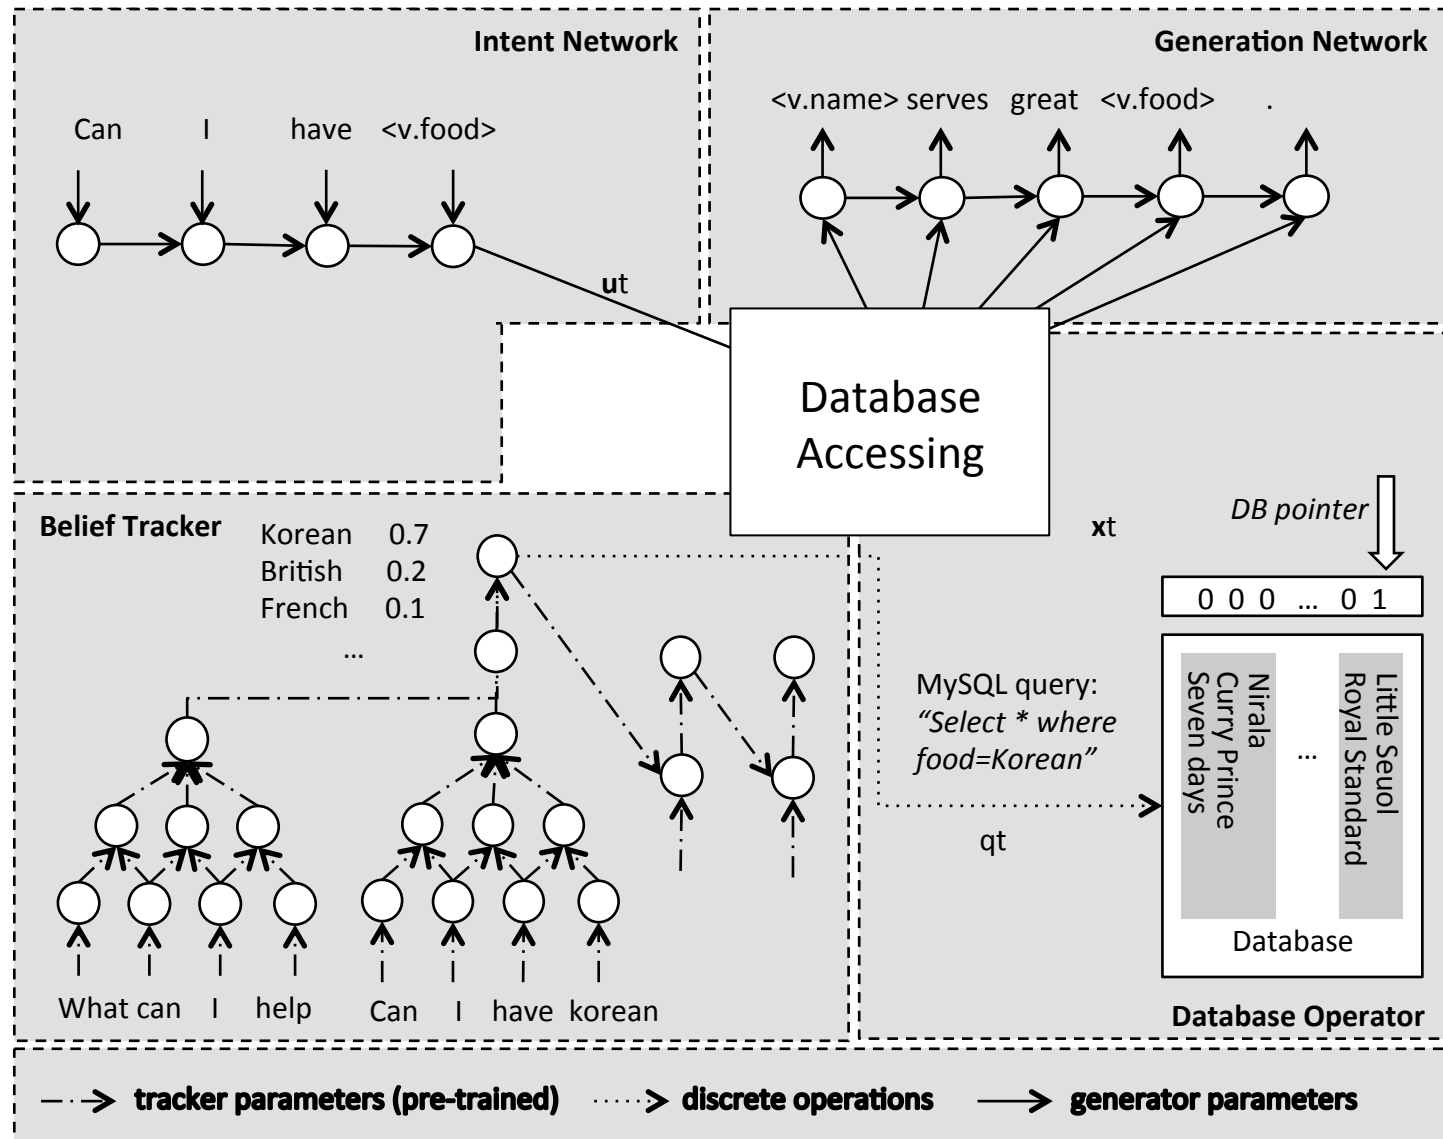 Intent Network
Can I have <v.food>
ut
Generation Network
<v.name> serves great <v.food> .
Database
Accessing
Belief Tracker
Korean 0.7
British 0.2
French 0.1
...
What can I help
Can I have korean
xt
DB pointer
0 0 0 ... 0 1
MySQL query:
“Select * where
food=Korean”
qt
Nirala
Curry Prince
Seven days
...
Little Seuol
Royal Standard
Database
Database Operator
tracker parameters (pre-trained)
discrete operations
generator parameters